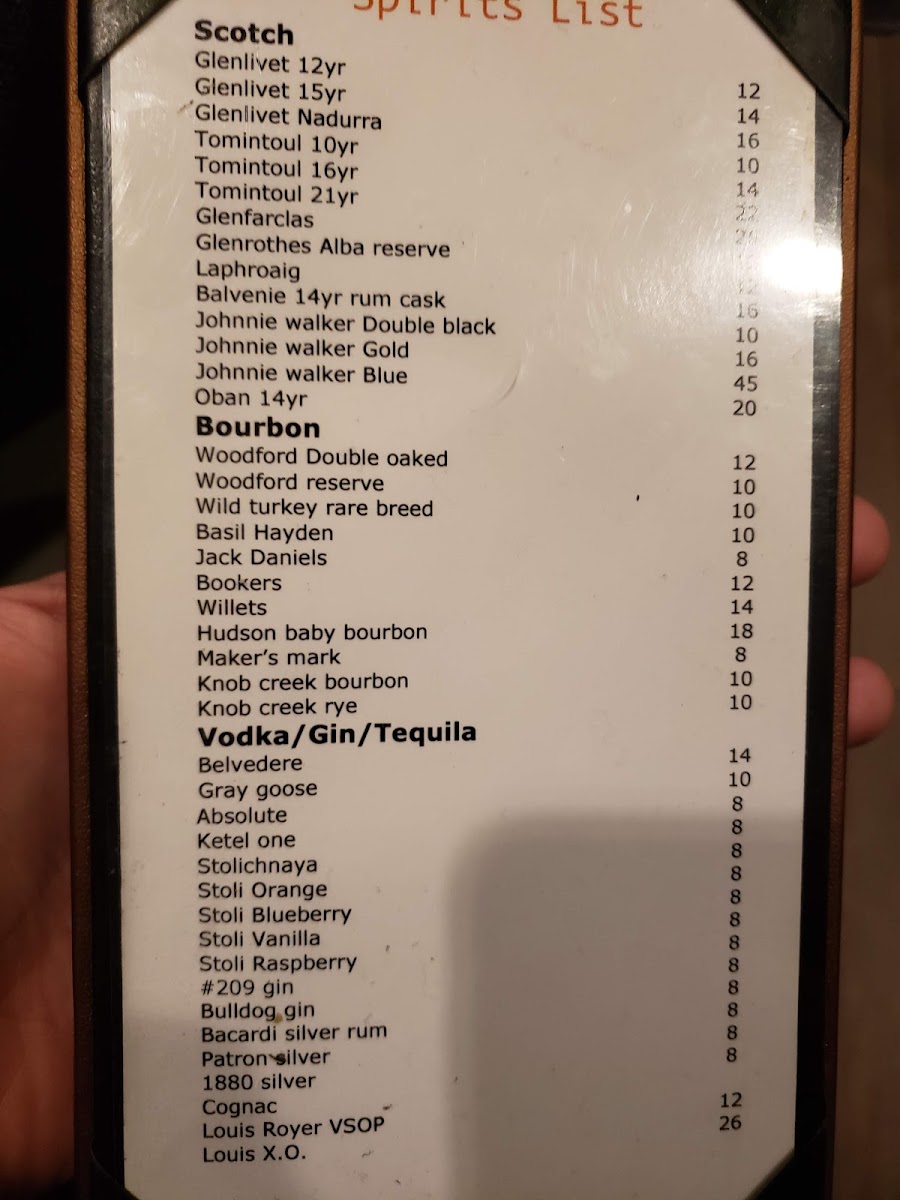 Spirits List
Scotch
Glenlivet 12yr 12
Glenlivet 15yr 14
Glenlivet Nadurra 16
Tomintoul 10yr 10
Tomintoul 16yr 14
Tomintoul 21yr 22
Glenfarclas
Glenrothes Alba reserve
Laphroaig 12
Balvenie 14yr rum cask 16
Johnnie walker Double black 10
Johnnie walker Gold 16
Johnnie walker Blue 45
Oban 14yr 20
Bourbon
Woodford Double oaked 12
Woodford reserve 10
Wild turkey rare breed 10
Basil Hayden 10
Jack Daniels 8
Bookers 12
Willets 14
Hudson baby bourbon 18
Maker's mark 8
Knob creek bourbon 10
Knob creek rye 10
Vodka/Gin/Tequila
Belvedere 14
Gray goose 10
Absolute 8
Ketel one 8
Stolichnaya 8
Stoli Orange 8
Stoli Blueberry 8
Stoli Vanilla 8
Stoli Raspberry 8
#209 gin 8
Bulldog gin 8
Bacardi silver rum 8
Patron silver 8
1880 silver 8
Cognac
Louis Royer VSOP 12
Louis X.O. 26